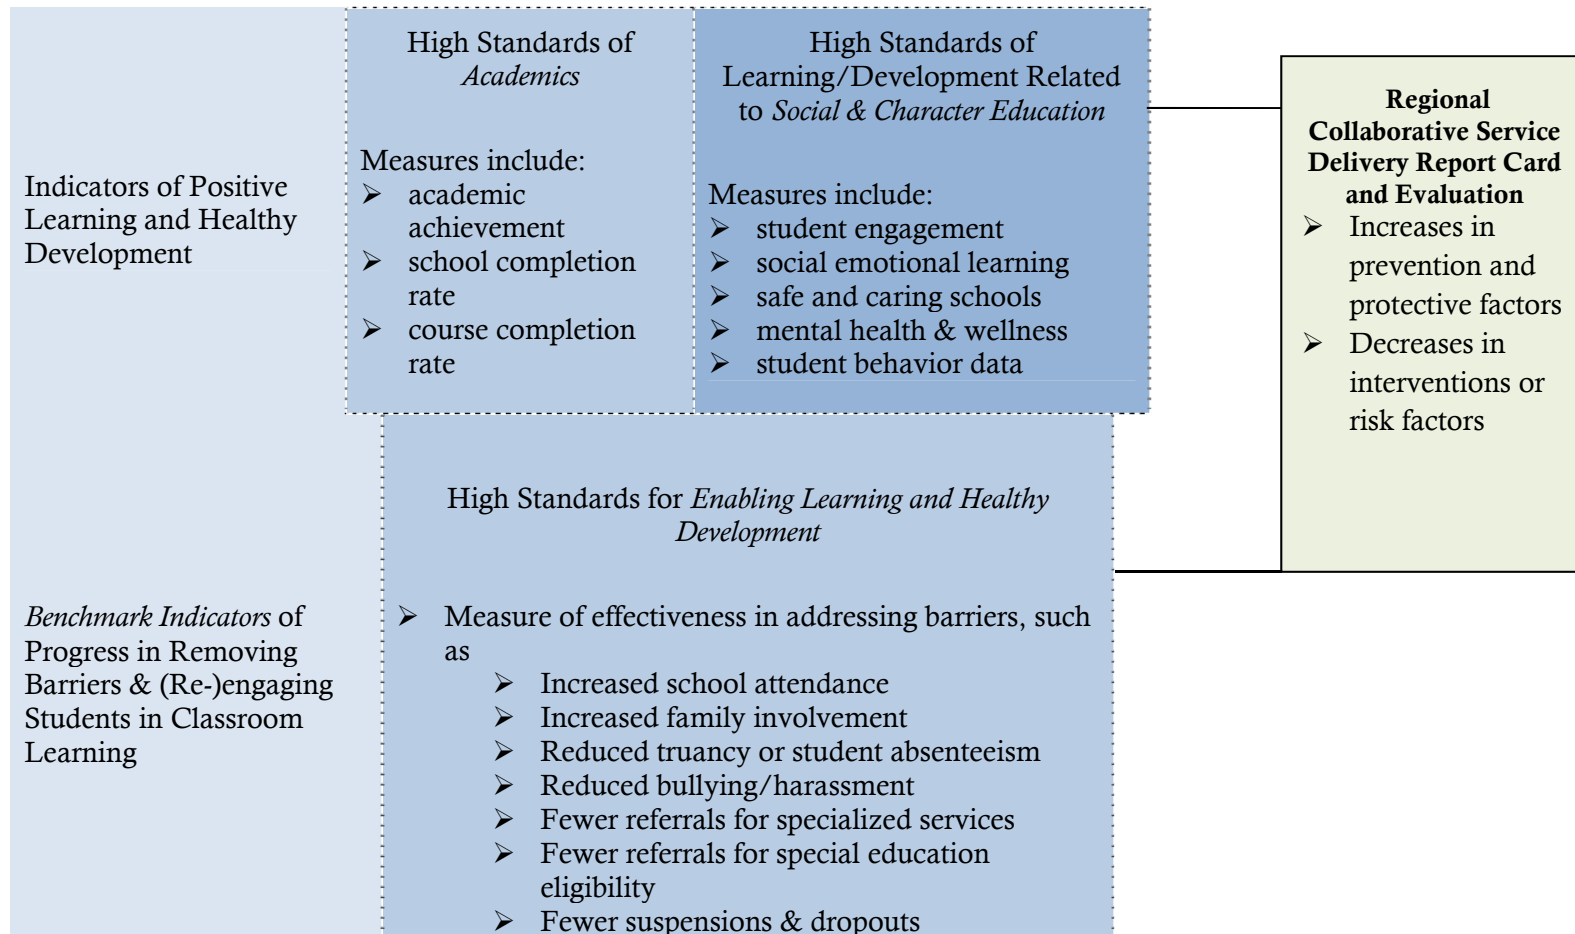 High Standards of
Academics
Measures include:
➢ academic
achievement
➢ school completion
rate
➢ course completion
rate
High Standards of
Learning/Development Related
to Social & Character Education
Measures include:
➢ student engagement
➢ social emotional learning
➢ safe and caring schools
➢ mental health & wellness
➢ student behavior data
Indicators of Positive
Learning and Healthy
Development
Regional
Collaborative Service
Delivery Report Card
and Evaluation
➢ Increases in
prevention and
protective factors
➢ Decreases in
interventions or
risk factors
High Standards for Enabling Learning and Healthy
Development
Benchmark Indicators of
Progress in Removing
Barriers & (Re-)engaging
Students in Classroom
Learning
➢ Measure of effectiveness in addressing barriers, such
as
➢ Increased school attendance
➢ Increased family involvement
➢ Reduced truancy or student absenteeism
➢ Reduced bullying/harassment
➢ Fewer referrals for specialized services
➢ Fewer referrals for special education
eligibility
➢ Fewer suspensions & dropouts